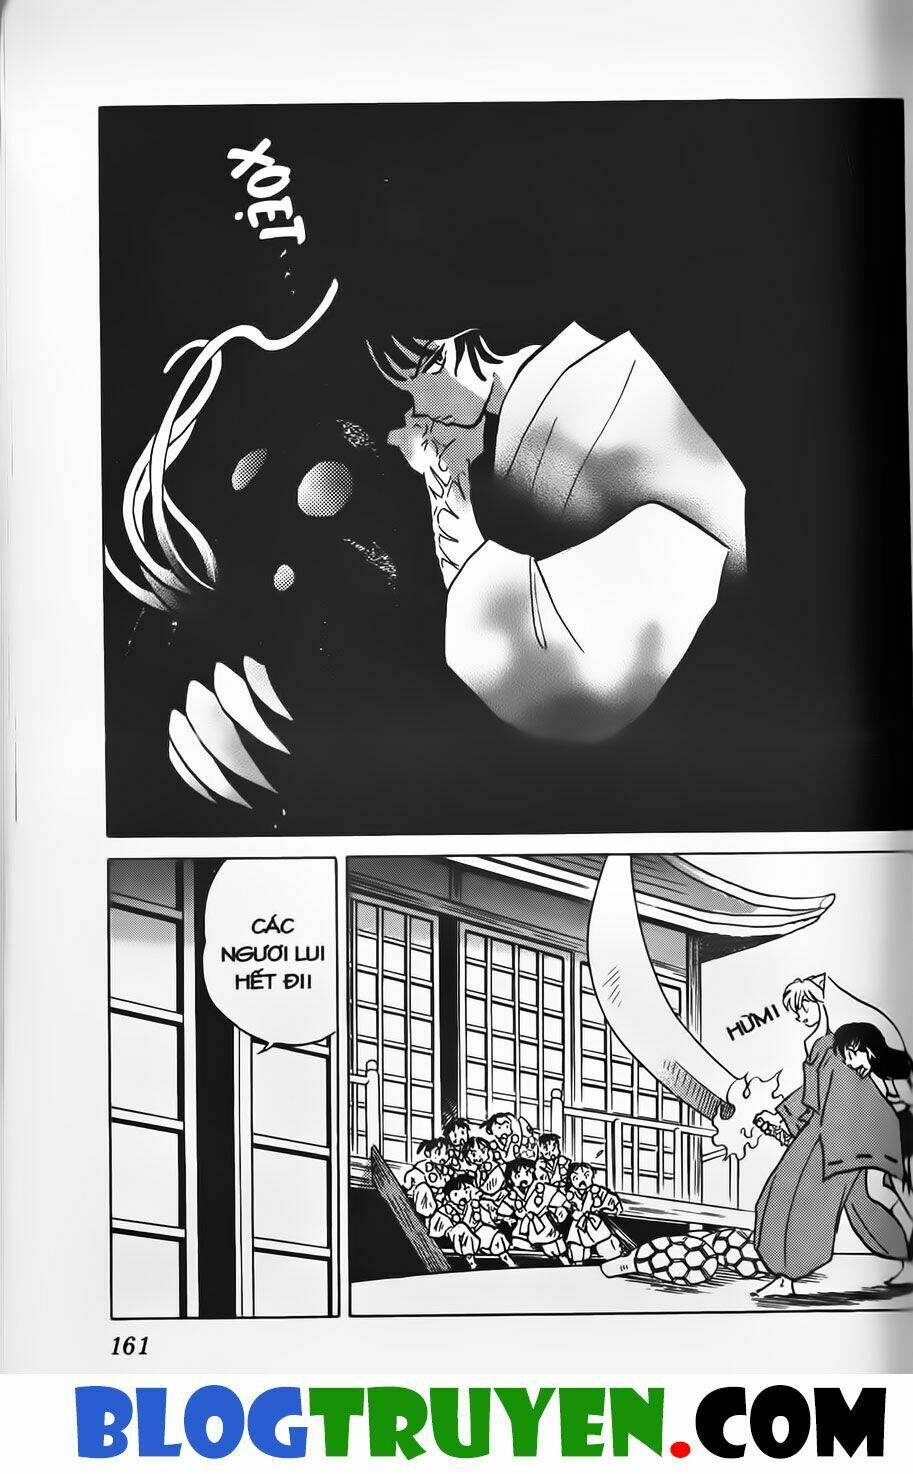 XOẸT
CÁC
NGƯƠI LUI
HẾT ĐI!
HỪM!
161
BLOGTRUYEN.COM